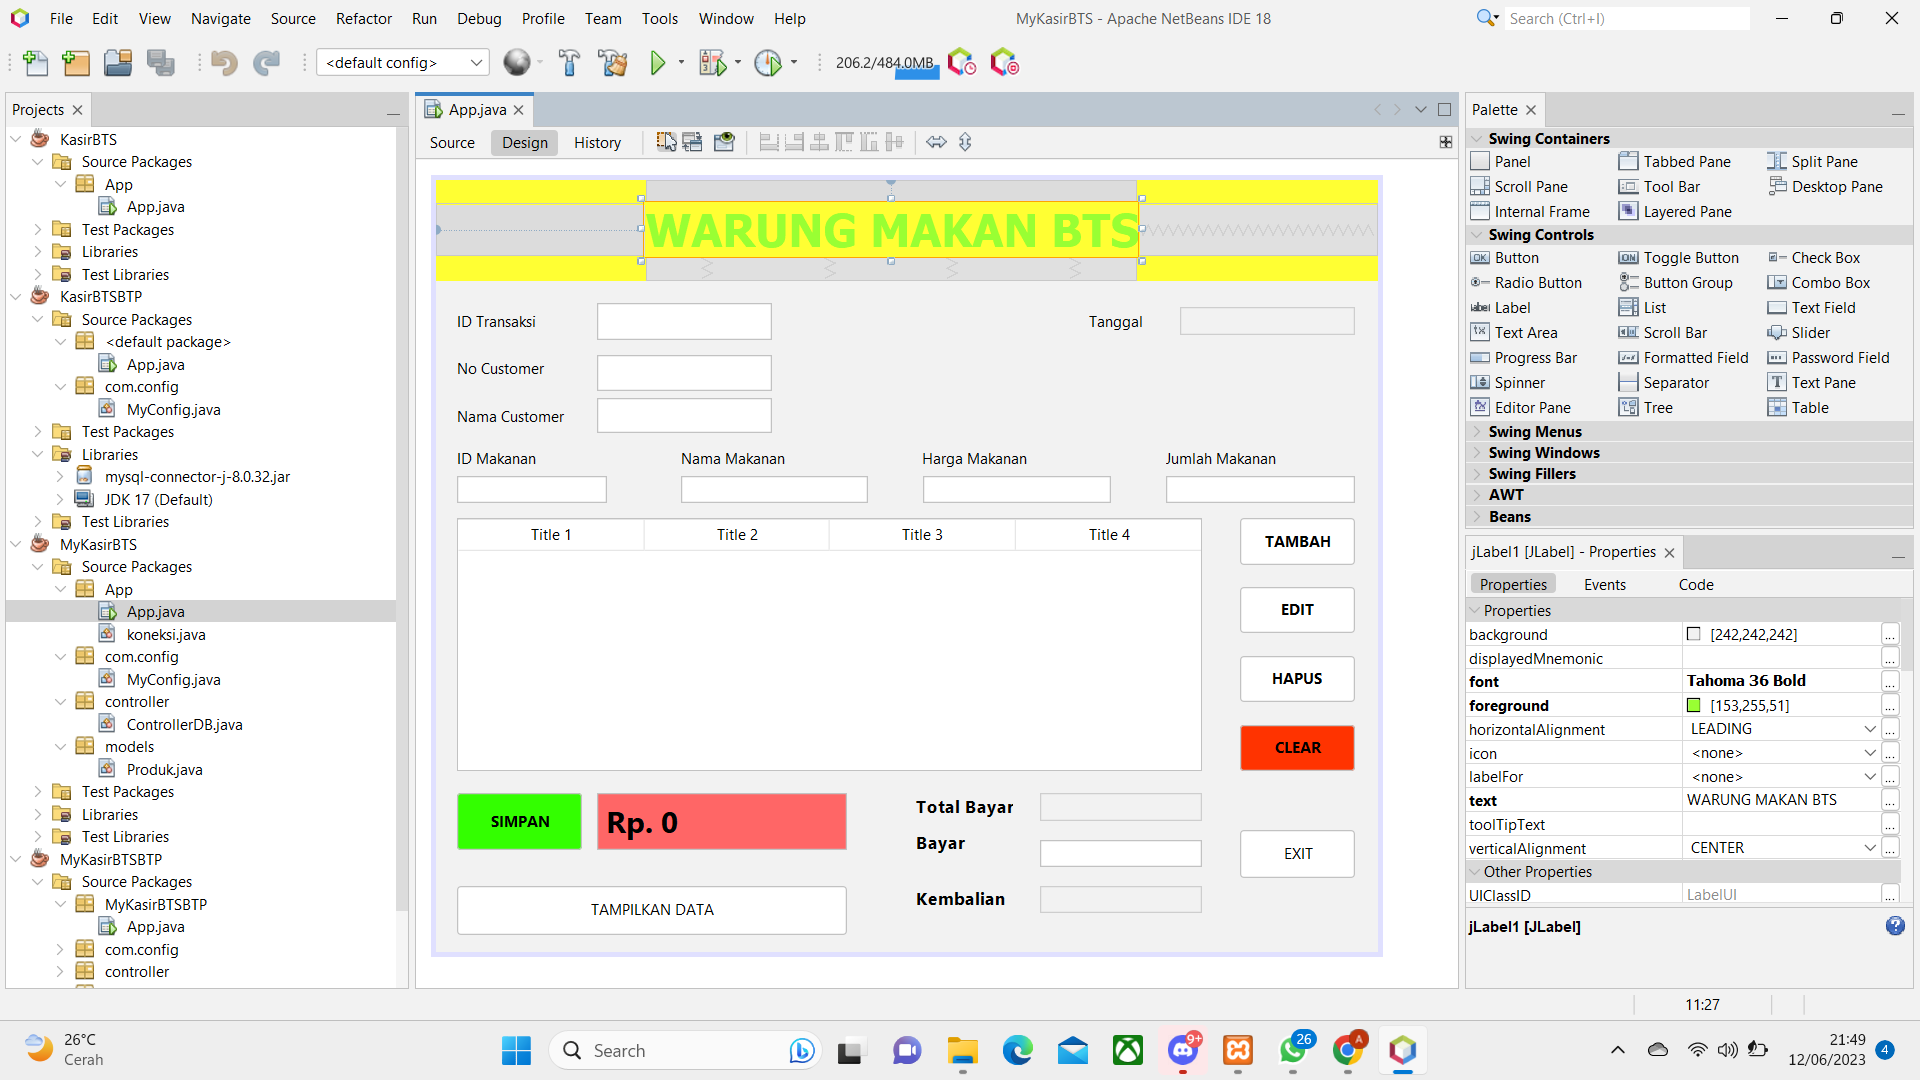 File Edit View Navigate Source Refactor Run Debug Profile Team Tools Window Help
MyKasirBTS - Apache NetBeans IDE 18
Search (Ctrl+I)
<default config>
206.2/484.0MB
Projects
KasirBTS
Source Packages
App
App.java
Test Packages
Libraries
Test Libraries
KasirBTSBTP
Source Packages
<default package>
App.java
com.config
MyConfig.java
Test Packages
Libraries
mysql-connector-j-8.0.32.jar
JDK 17 (Default)
Test Libraries
MyKasirBTS
Source Packages
App
App.java
koneksi.java
com.config
MyConfig.java
controller
ControllerDB.java
models
Produk.java
Test Packages
Libraries
Test Libraries
MyKasirBTSBTP
Source Packages
MyKasirBTSBTP
App.java
com.config
controller
App.java
Source Design History
WARUNG MAKAN BTS
ID Transaksi
Tanggal
No Customer
Nama Customer
ID Makanan Nama Makanan Harga Makanan Jumlah Makanan
Title 1 Title 2 Title 3 Title 4
TAMBAH
EDIT
HAPUS
CLEAR
SIMPAN
Rp. 0
Total Bayar
Bayar
EXIT
TAMPILKAN DATA
Kembalian
Palette
Swing Containers
Panel Tabbed Pane Split Pane
Scroll Pane Tool Bar Desktop Pane
Internal Frame Layered Pane
Swing Controls
OK Button ON Toggle Button Check Box
Radio Button Button Group Combo Box
label Label List Text Field
Text Area Scroll Bar Slider
Progress Bar Formatted Field Password Field
Spinner Separator Text Pane
Editor Pane Tree Table
Swing Menus
Swing Windows
Swing Fillers
AWT
Beans
jLabel1 [JLabel] - Properties
Properties Events Code
Properties
background [242,242,242] ...
displayedMnemonic ...
font Tahoma 36 Bold ...
foreground [153,255,51] ...
horizontalAlignment LEADING ...
icon <none> ...
labelFor <none> ...
text WARUNG MAKAN BTS ...
toolTipText ...
verticalAlignment CENTER ...
Other Properties
UIClassID LabelUI ...
jLabel1 [JLabel]
11:27
26°C
Cerah
Search
9+
26
A
21:49
12/06/2023
4